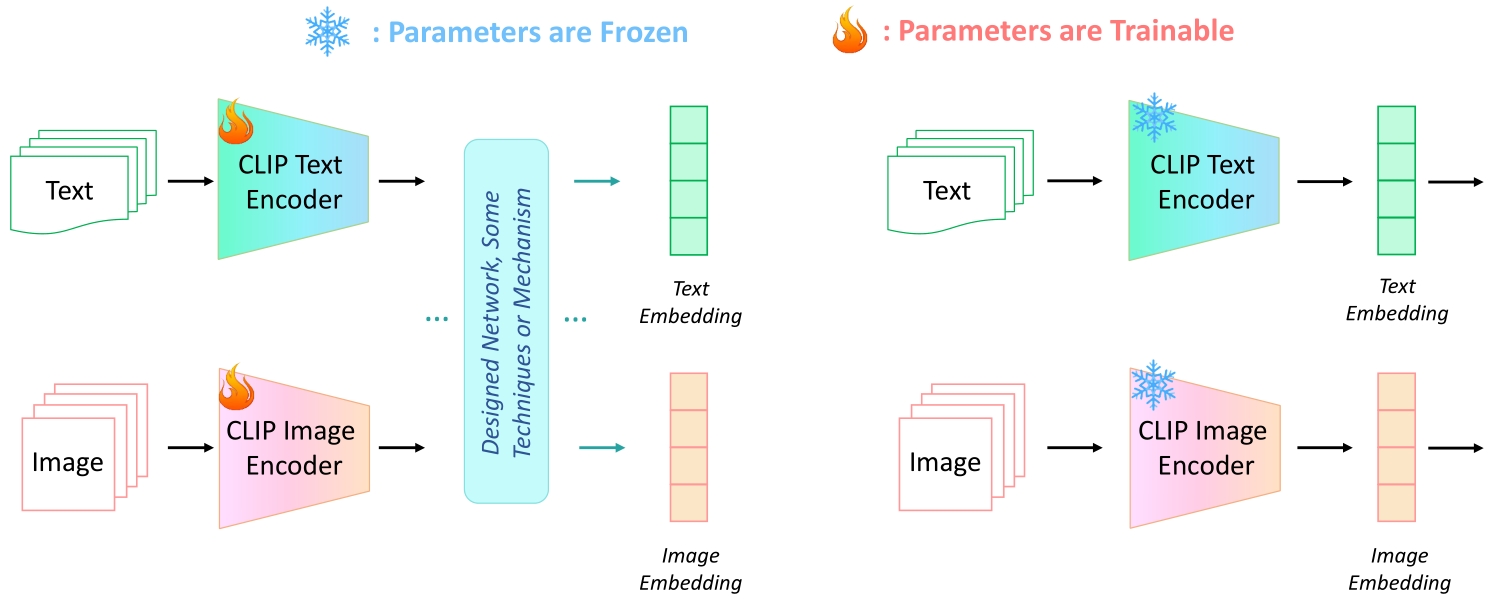 : Parameters are Frozen
: Parameters are Trainable
Text
CLIP Text
Encoder
Designed Network, Some
Techniques or Mechanism
...
...
Text
Embedding
Image
CLIP Image
Encoder
Image
Embedding
Text
CLIP Text
Encoder
Text
Embedding
Image
CLIP Image
Encoder
Image
Embedding